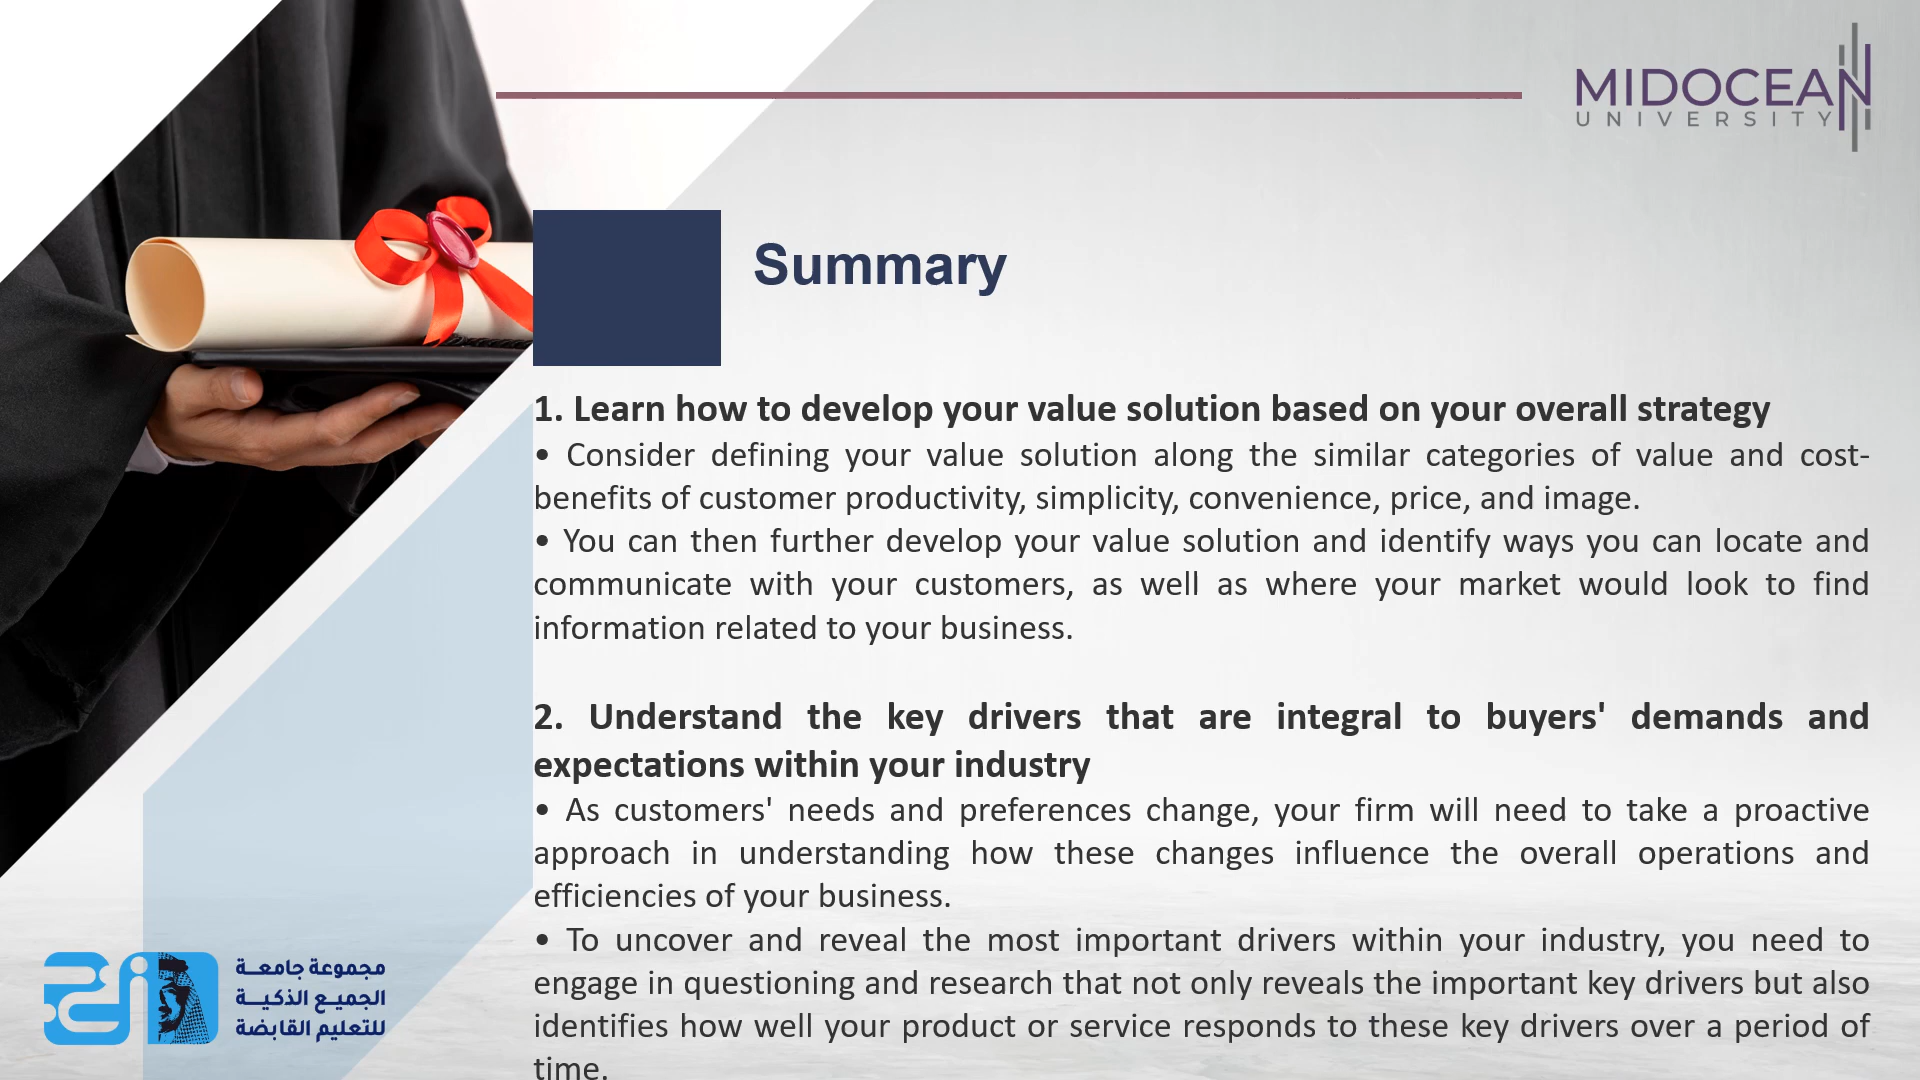 MIDOCEAN
UNIVERSITY
Summary
1. Learn how to develop your value solution based on your overall strategy
• Consider defining your value solution along the similar categories of value and cost-
benefits of customer productivity, simplicity, convenience, price, and image.
• You can then further develop your value solution and identify ways you can locate and
communicate with your customers, as well as where your market would look to find
information related to your business.
2. Understand the key drivers that are integral to buyers' demands and
expectations within your industry
• As customers' needs and preferences change, your firm will need to take a proactive
approach in understanding how these changes influence the overall operations and
efficiencies of your business.
• To uncover and reveal the most important drivers within your industry, you need to
engage in questioning and research that not only reveals the important key drivers but also
identifies how well your product or service responds to these key drivers over a period of
time.
مجموعة جامعـــة
الجميـع الذكيـــة
للتعليم القابضة